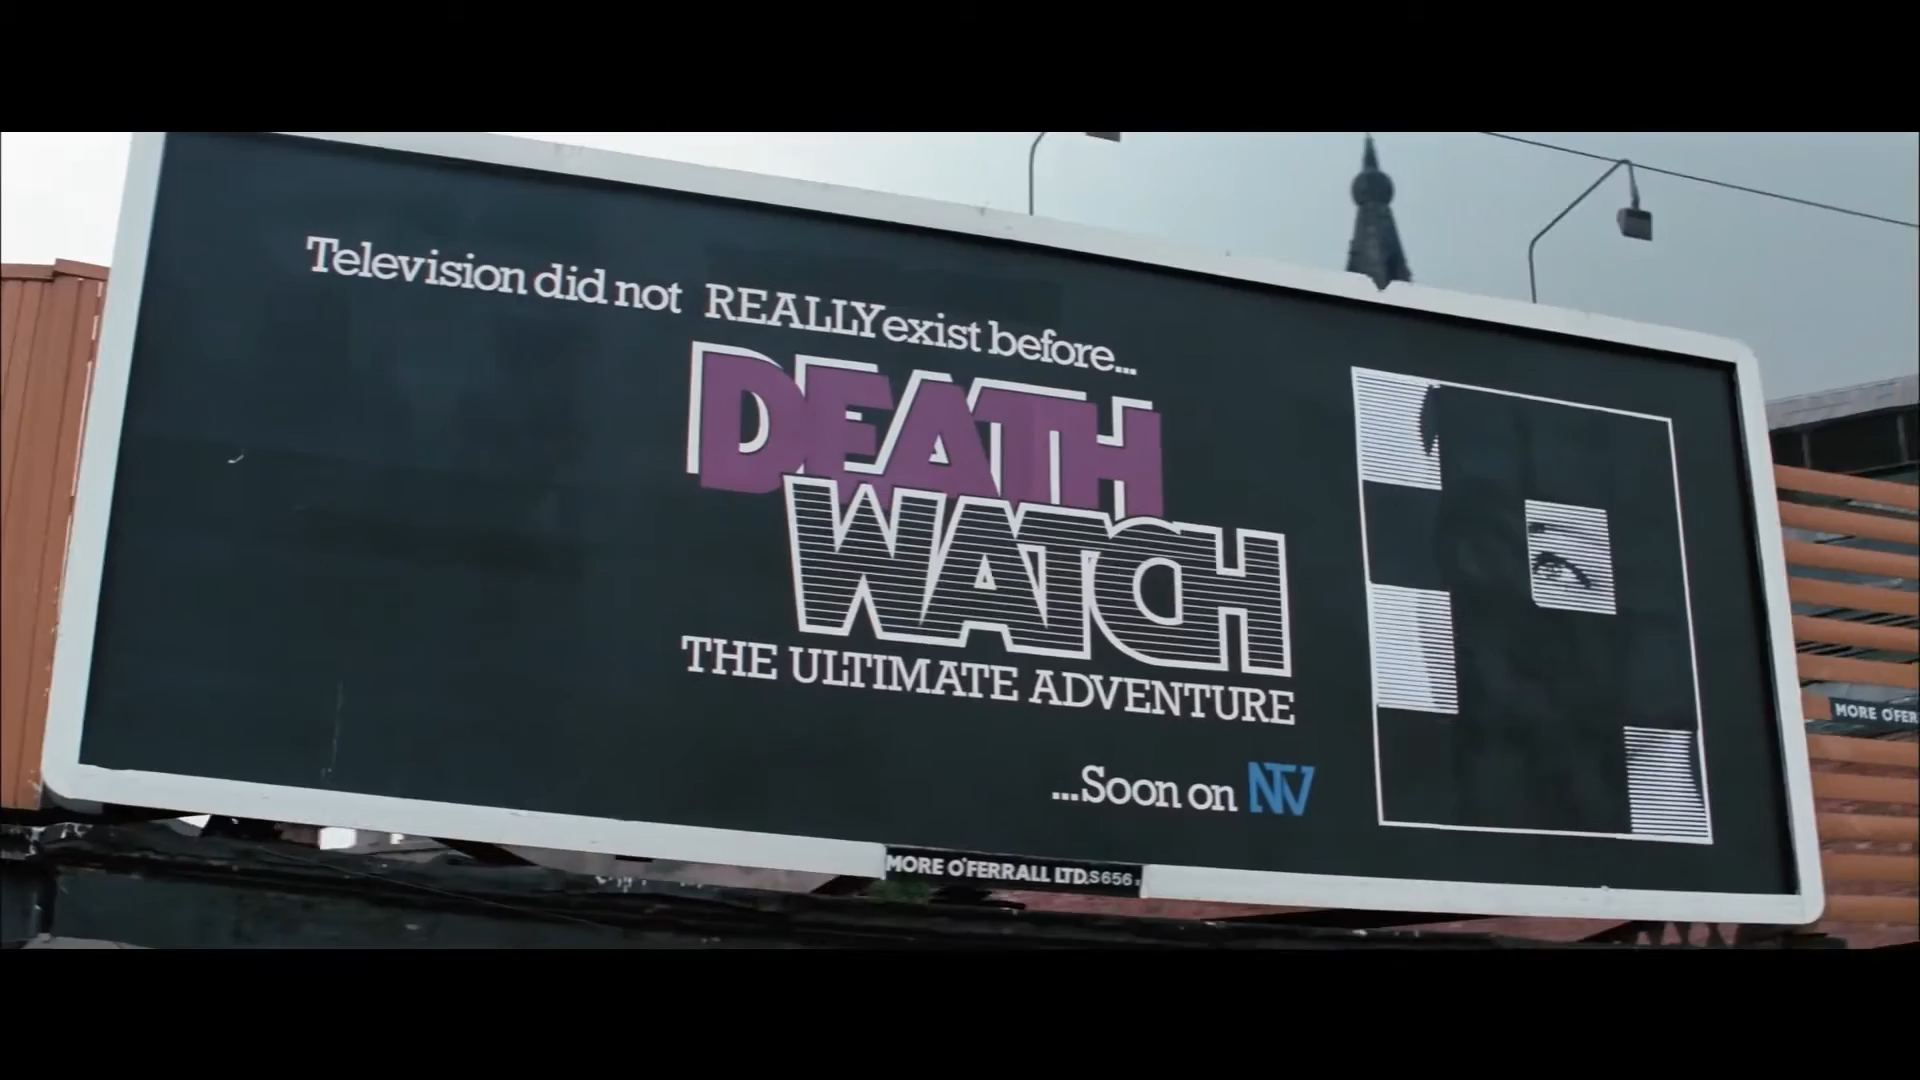 Television did not REALLY exist before...
DEATH
WATCH
THE ULTIMATE ADVENTURE
...Soon on NTV
MORE O'FERRALL LTD. S656
MORE O'FER